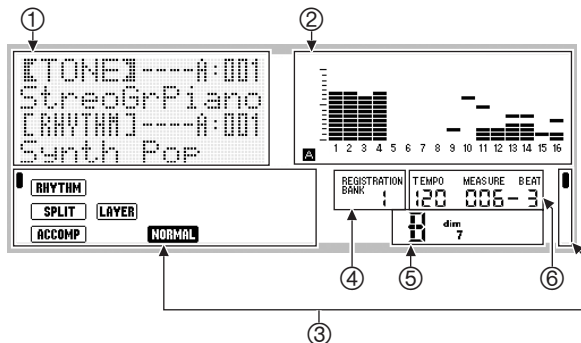 ① ②
【TONE】----A:001
StreoGrPiano
[RHYTHM]----A:001
Synth Pop
A 1 2 3 4 5 6 7 8 9 10 11 12 13 14 15 16
RHYTHM
SPLIT LAYER
ACCOMP NORMAL
REGISTRATION
BANK 1
TEMPO MEASURE BEAT
120 006-3
B dim
7
④ ⑤ ⑥
③